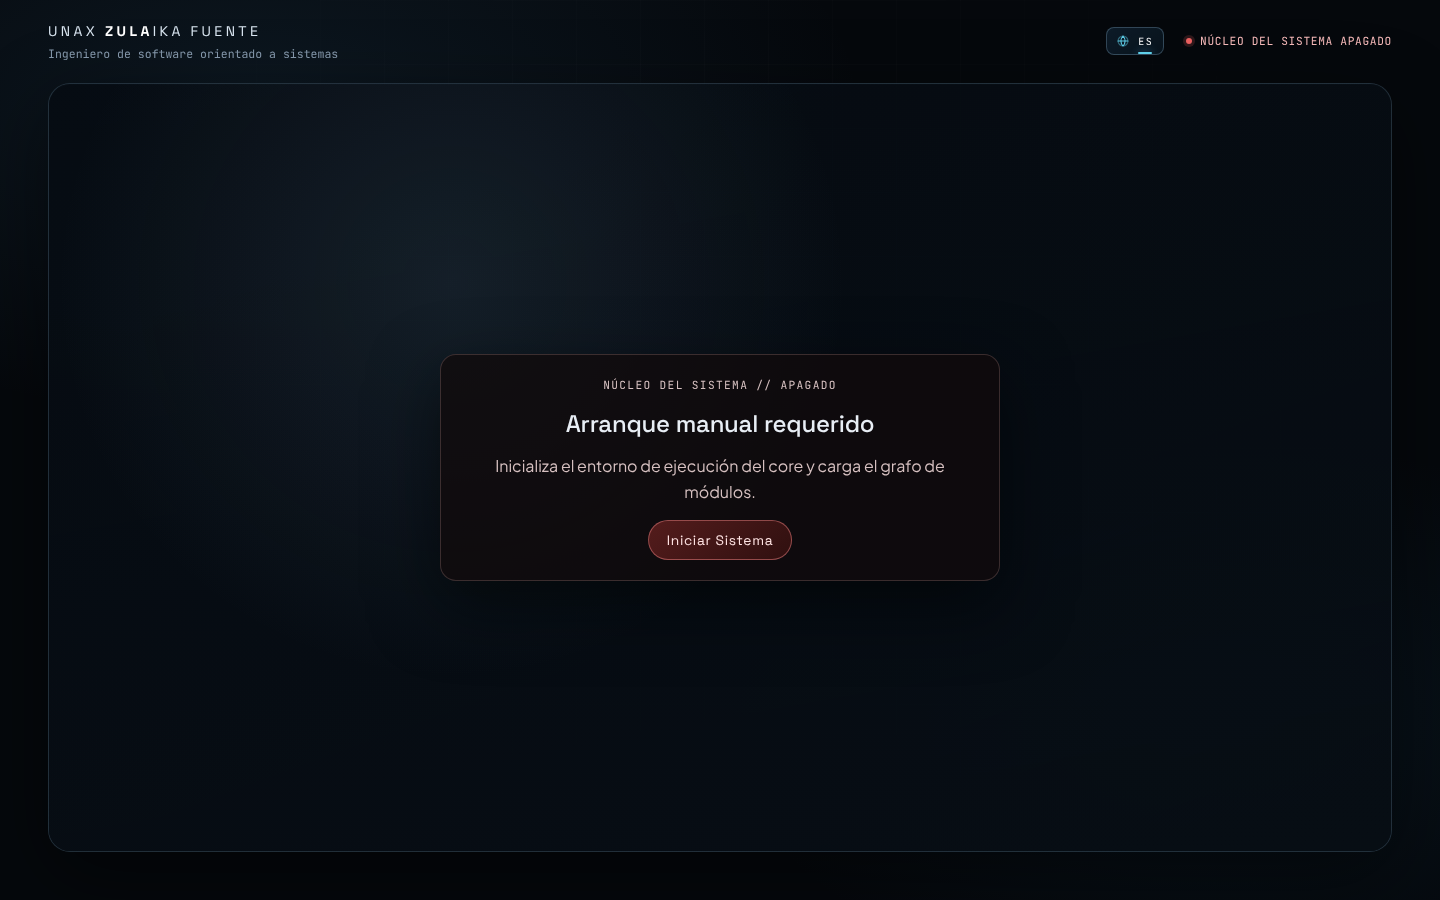 UNAX ZULAIKA FUENTE
Ingeniero de software orientado a sistemas
ES
NÚCLEO DEL SISTEMA APAGADO
NÚCLEO DEL SISTEMA // APAGADO
Arranque manual requerido
Inicializa el entorno de ejecución del core y carga el grafo de
módulos.
Iniciar Sistema